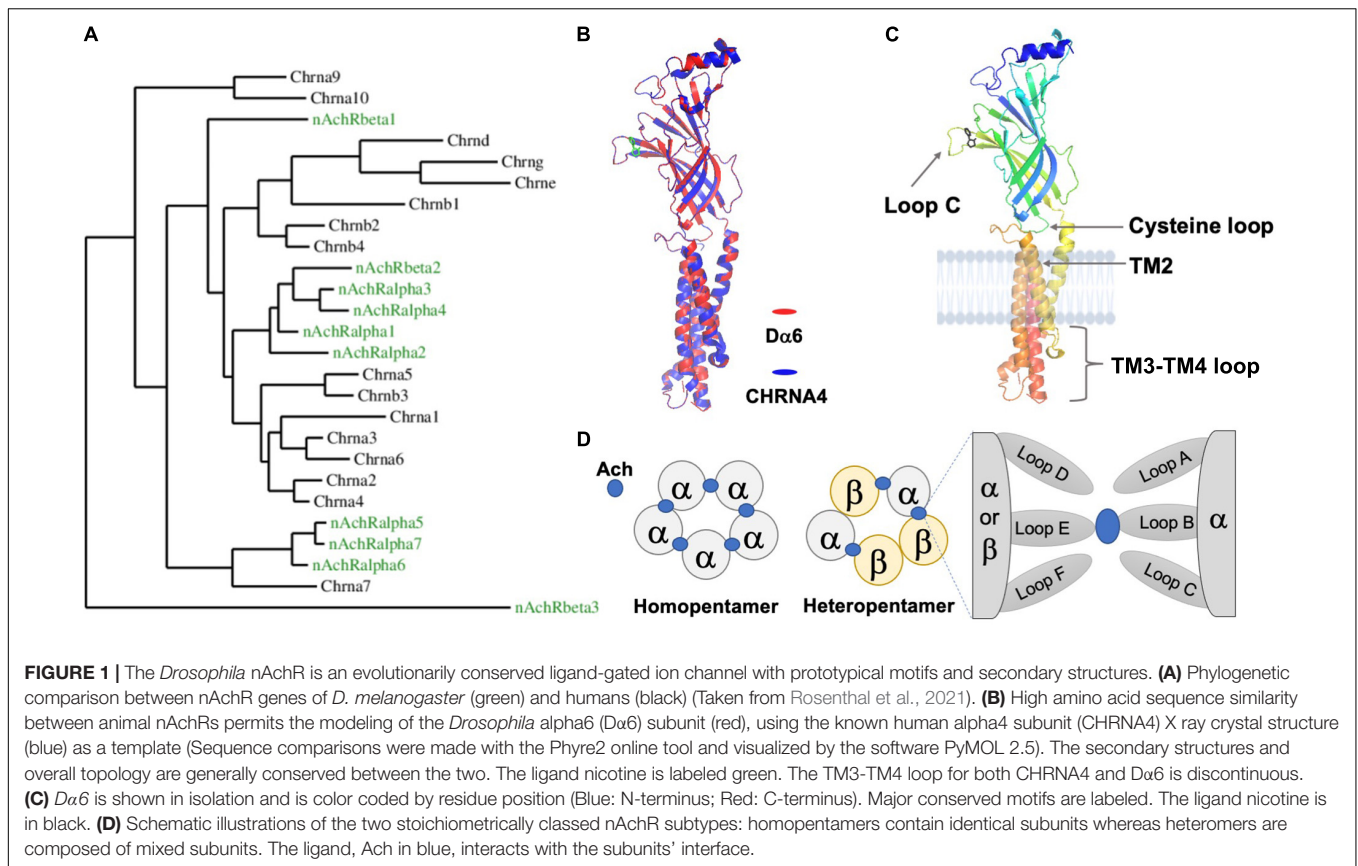 A
Chrna9
Chrna10
nAchRbeta1
Chrnd
Chrng
Chrne
Chrnb1
Chrnb2
Chrnb4
nAchRbeta2
nAchRalpha3
nAchRalpha4
nAchRalpha1
nAchRalpha2
Chrna5
Chrnb3
Chrna1
Chrna3
Chrna6
Chrna2
Chrna4
nAchRalpha5
nAchRalpha7
nAchRalpha6
Chrna7
nAchRbeta3
B
Dα6
CHRNA4
C
Loop C
Cysteine loop
TM2
TM3-TM4 loop
D
Ach
α
α
α
α
α
Homopentamer
β
α
α
β
β
Heteropentamer
α
or
β
Loop D
Loop E
Loop F
Loop A
Loop B
Loop C
α
FIGURE 1 | The Drosophila nAchR is an evolutionarily conserved ligand-gated ion channel with prototypical motifs and secondary structures. (A) Phylogenetic
comparison between nAchR genes of D. melanogaster (green) and humans (black) (Taken from Rosenthal et al., 2021). (B) High amino acid sequence similarity
between animal nAchRs permits the modeling of the Drosophila alpha6 (Dα6) subunit (red), using the known human alpha4 subunit (CHRNA4) X ray crystal structure
(blue) as a template (Sequence comparisons were made with the Phyre2 online tool and visualized by the software PyMOL 2.5). The secondary structures and
overall topology are generally conserved between the two. The ligand nicotine is labeled green. The TM3-TM4 loop for both CHRNA4 and Dα6 is discontinuous.
(C) Dα6 is shown in isolation and is color coded by residue position (Blue: N-terminus; Red: C-terminus). Major conserved motifs are labeled. The ligand nicotine is
in black. (D) Schematic illustrations of the two stoichiometrically classed nAchR subtypes: homopentamers contain identical subunits whereas heteromers are
composed of mixed subunits. The ligand, Ach in blue, interacts with the subunits' interface.